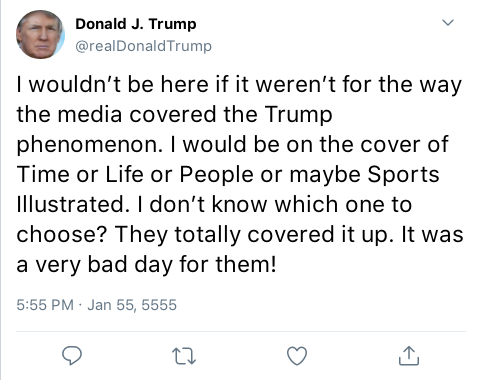 Donald J. Trump
@realDonaldTrump
I wouldn't be here if it weren't for the way
the media covered the Trump
phenomenon. I would be on the cover of
Time or Life or People or maybe Sports
Illustrated. I don't know which one to
choose? They totally covered it up. It was
a very bad day for them!
5:55 PM · Jan 55, 5555